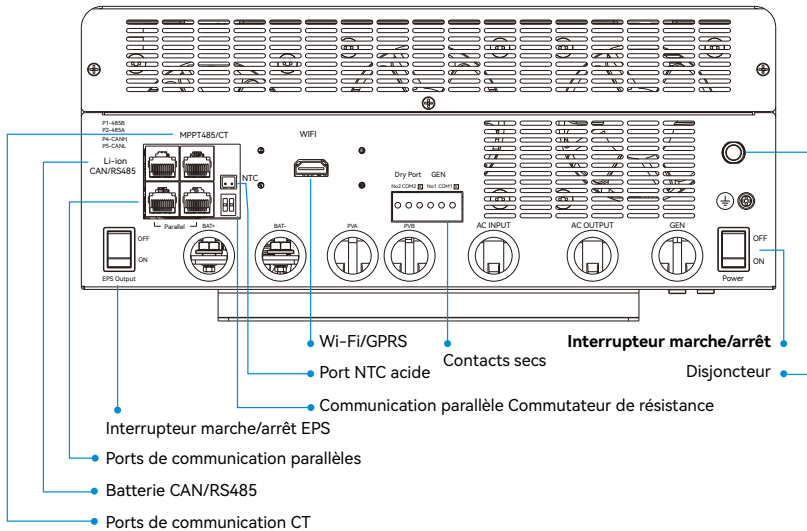 P1-485B
P2-485A
P4-CANH
P5-CANL
MPPT485/CT
WIFI
Li-ion
CAN/RS485
NTC
Dry Port GEN
No2 COM2 No1 COM1
Parallel
BAT+
BAT-
PVA
PVB
AC INPUT
AC OUTPUT
GEN
OFF
ON
EPS Output
OFF
ON
Power
Wi-Fi/GPRS
Contacts secs
Interrupteur marche/arrêt
Port NTC acide
Disjoncteur
Communication parallèle Commutateur de résistance
Interrupteur marche/arrêt EPS
Ports de communication parallèles
Batterie CAN/RS485
Ports de communication CT